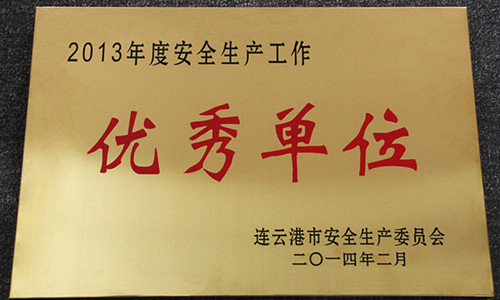 2013年度安全生产工作
优秀单位
连云港市安全生产委员会
二〇一四年二月